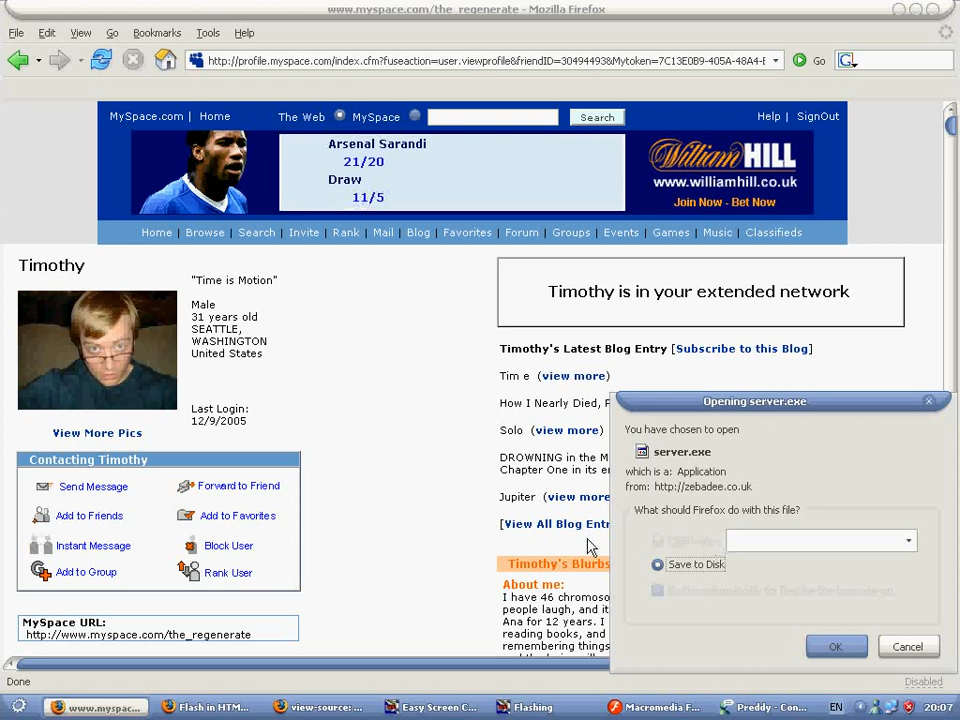 www.myspace.com/the_regenerate - Mozilla Firefox
File Edit View Go Bookmarks Tools Help
http://profile.myspace.com/index.cfm?fuseaction=user.viewprofile&friendID=30494493&Mytoken=7C13E0B9-405A-48A4-E
Go
MySpace.com | Home
The Web MySpace
Search
Help | SignOut
Arsenal Sarandi
21/20
Draw
11/5
William HILL
www.williamhill.co.uk
Join Now - Bet Now
Home | Browse | Search | Invite | Rank | Mail | Blog | Favorites | Forum | Groups | Events | Games | Music | Classifieds
Timothy
"Time is Motion"
Male
31 years old
SEATTLE,
WASHINGTON
United States
Last Login:
12/9/2005
View More Pics
Contacting Timothy
Send Message
Forward to Friend
Add to Friends
Add to Favorites
Instant Message
Block User
Add to Group
Rank User
MySpace URL:
http://www.myspace.com/the_regenerate
Timothy is in your extended network
Timothy's Latest Blog Entry [Subscribe to this Blog]
Tim e (view more)
How I Nearly Died, F
Solo (view more)
DROWNING in the M
Chapter One in its e
Jupiter (view more
[View All Blog Entr
Timothy's Blurbs
About me:
I have 46 chromoso
people laugh, and it
Ana for 12 years. I
reading books, and
remembering things
Opening server.exe
You have chosen to open
server.exe
which is a: Application
from: http://zebadee.co.uk
What should Firefox do with this file?
Save to Disk
OK
Cancel
Done
Disabled
www.myspac...
Flash in HTM...
view-source: ...
Easy Screen C...
Flashing
Macromedia F...
Preddy - Con...
EN
20:07